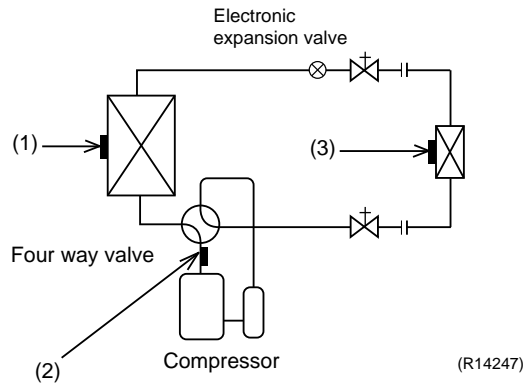 Electronic
expansion valve
(1)
(3)
Four way valve
(2)
Compressor
(R14247)